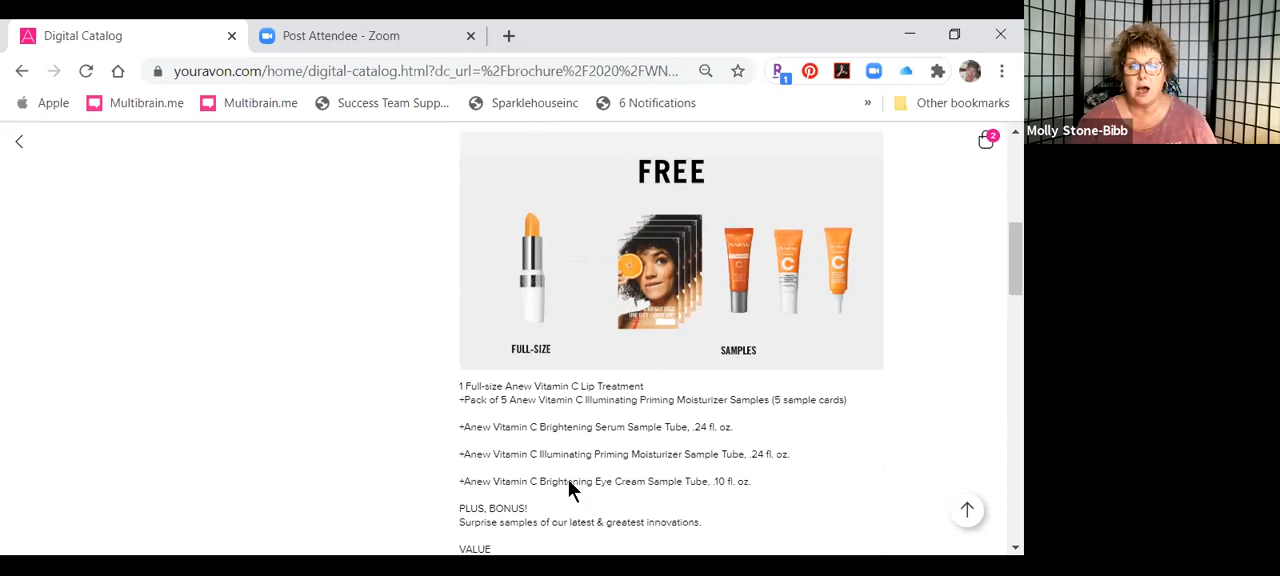 Digital Catalog
Post Attendee - Zoom
youravon.com/home/digital-catalog.html?dc_url=%2Fbrochure%2F2020%2FWN...
Apple
Multibrain.me
Multibrain.me
Success Team Supp...
Sparklehouseinc
6 Notifications
»
Other bookmarks
Molly Stone-Bibb
2
1
FREE
C
C
FULL-SIZE
SAMPLES
1 Full-size Anew Vitamin C Lip Treatment
+Pack of 5 Anew Vitamin C Illuminating Priming Moisturizer Samples (5 sample cards)
+Anew Vitamin C Brightening Serum Sample Tube, .24 fl. oz.
+Anew Vitamin C Illuminating Priming Moisturizer Sample Tube, .24 fl. oz.
+Anew Vitamin C Brightening Eye Cream Sample Tube, .10 fl. oz.
PLUS, BONUS!
Surprise samples of our latest & greatest innovations.
VALUE